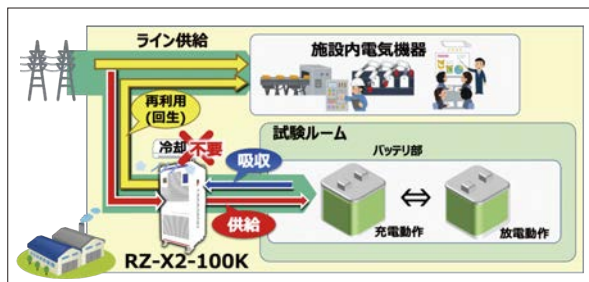 ライン供給
施設内電気機器
再利用
(回生)
冷却
不要
試験ルーム
バッテリ部
吸収
供給
充電動作
放電動作
RZ-X2-100K